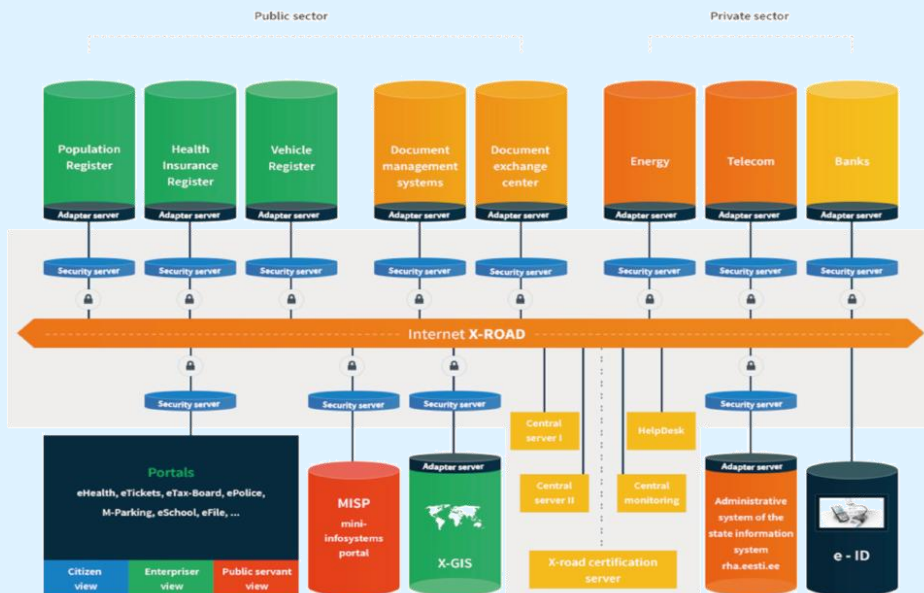 Public sector
Private sector
Population
Register
Health
Insurance
Register
Vehicle
Register
Document
management
systems
Document
exchange
center
Energy
Telecom
Banks
Adapter server
Adapter server
Adapter server
Adapter server
Adapter server
Adapter server
Adapter server
Adapter server
Security server
Security server
Security server
Security server
Security server
Security server
Security server
Security server
Internet X-ROAD
Security server
Security server
Security server
Security server
Portals
eHealth, eTickets, eTax-Board, ePolice,
M-Parking, eSchool, eFile, ...
Citizen
view
Enterpriser
view
Public servant
view
MISP
mini-
infosystems
portal
Adapter server
X-GIS
Central
server I
Central
server II
HelpDesk
Central
monitoring
X-road certification
server
Adapter server
Administrative
system of the
state information
system
rha.eesti.ee
e - ID